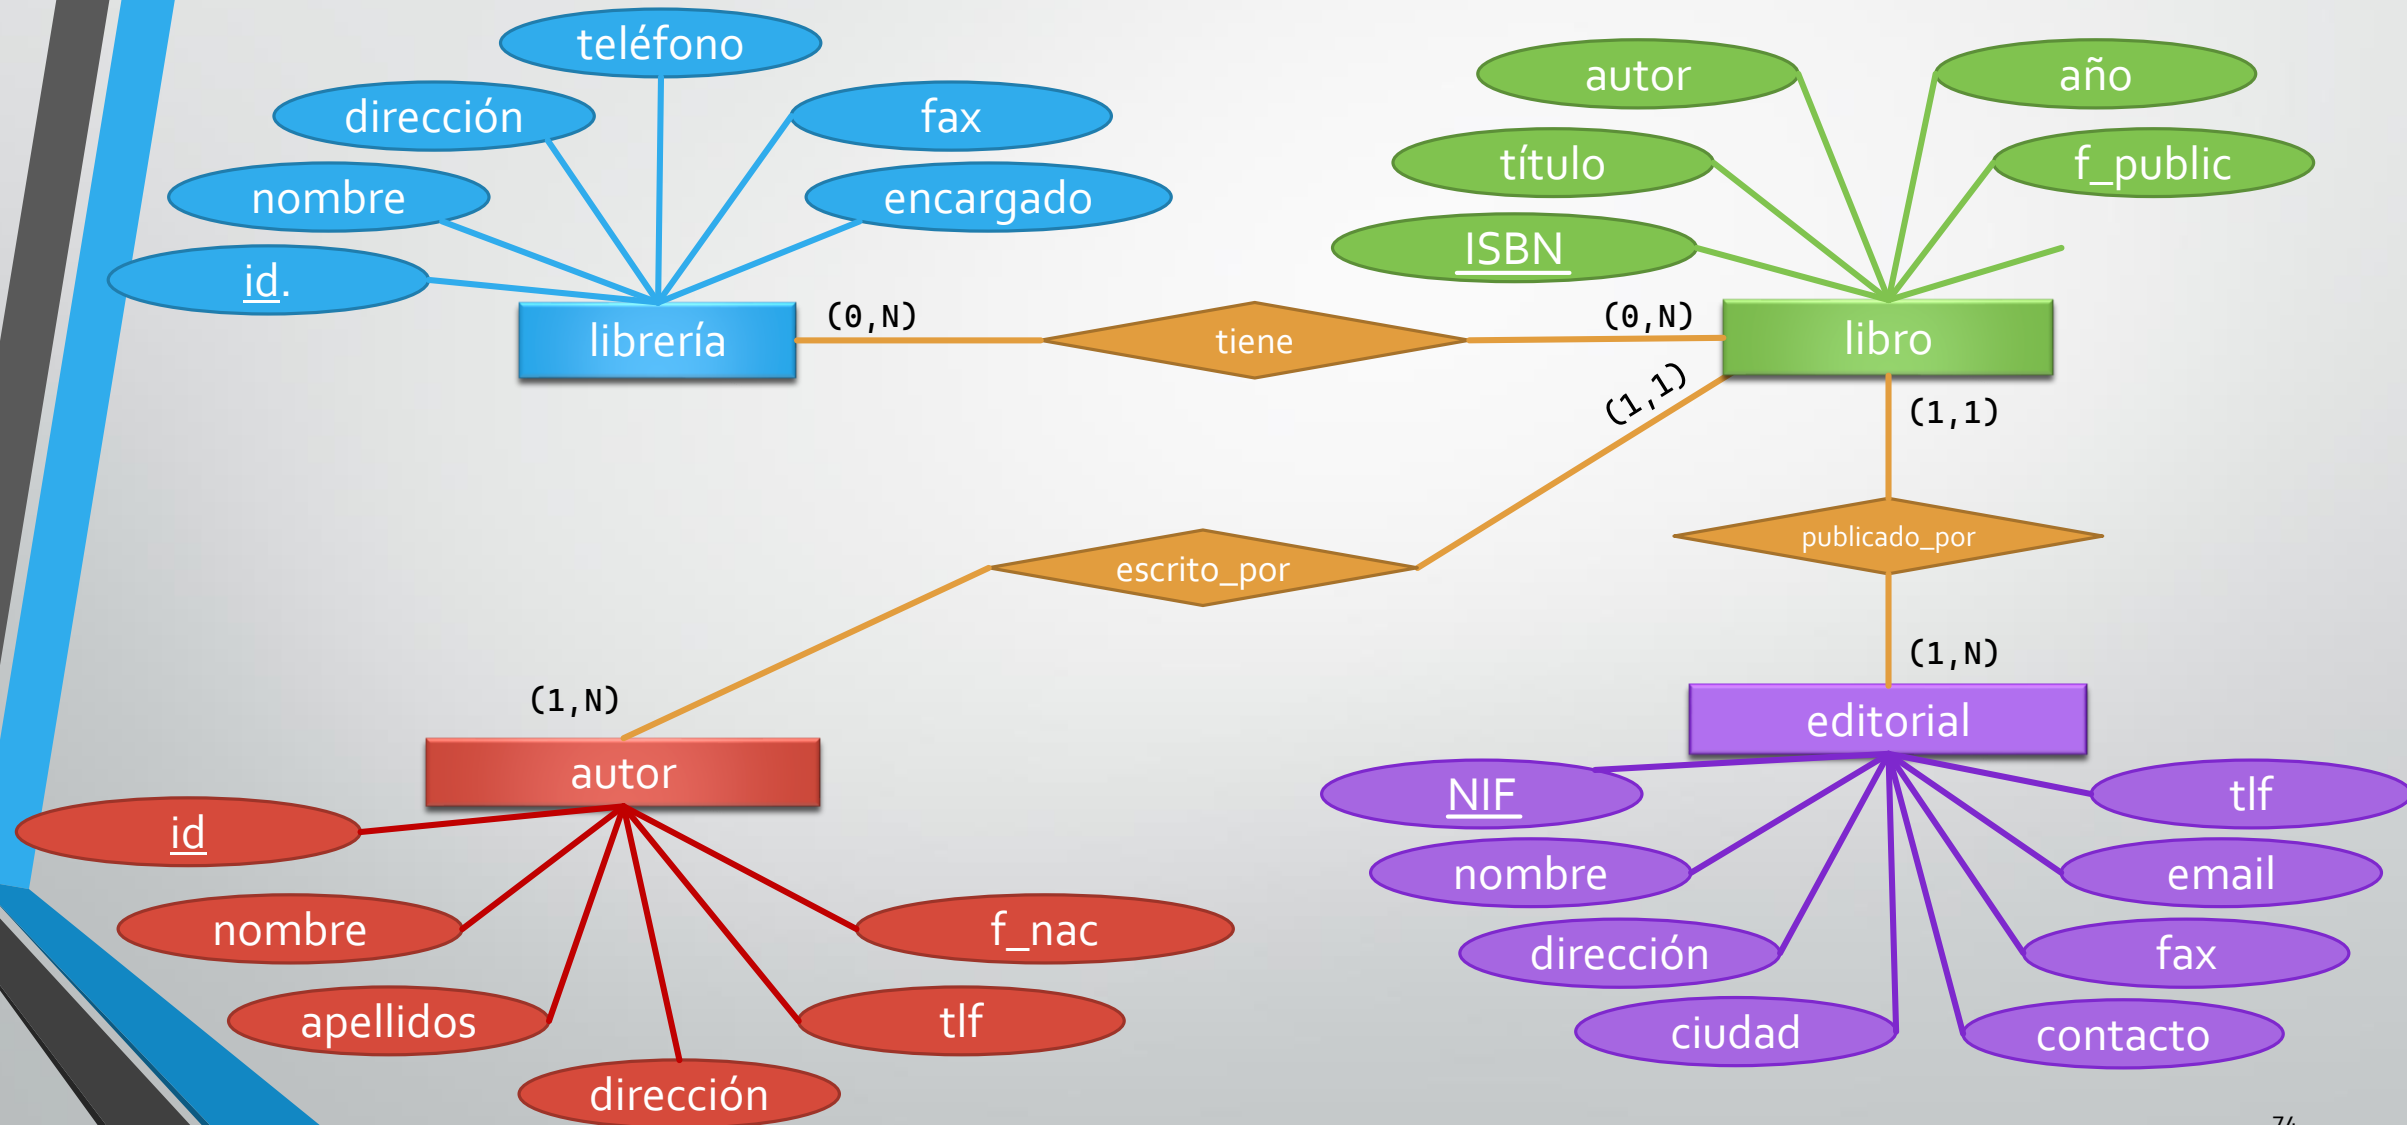 teléfono
dirección
fax
nombre
encargado
id.
librería
(0,N)
tiene
(0,N)
autor
año
título
f_public
ISBN
libro
(1,1)
(1,1)
escrito_por
publicado_por
(1,N)
(1,N)
autor
id
nombre
f_nac
apellidos
tlf
dirección
editorial
NIF
tlf
nombre
email
dirección
fax
ciudad
contacto
74